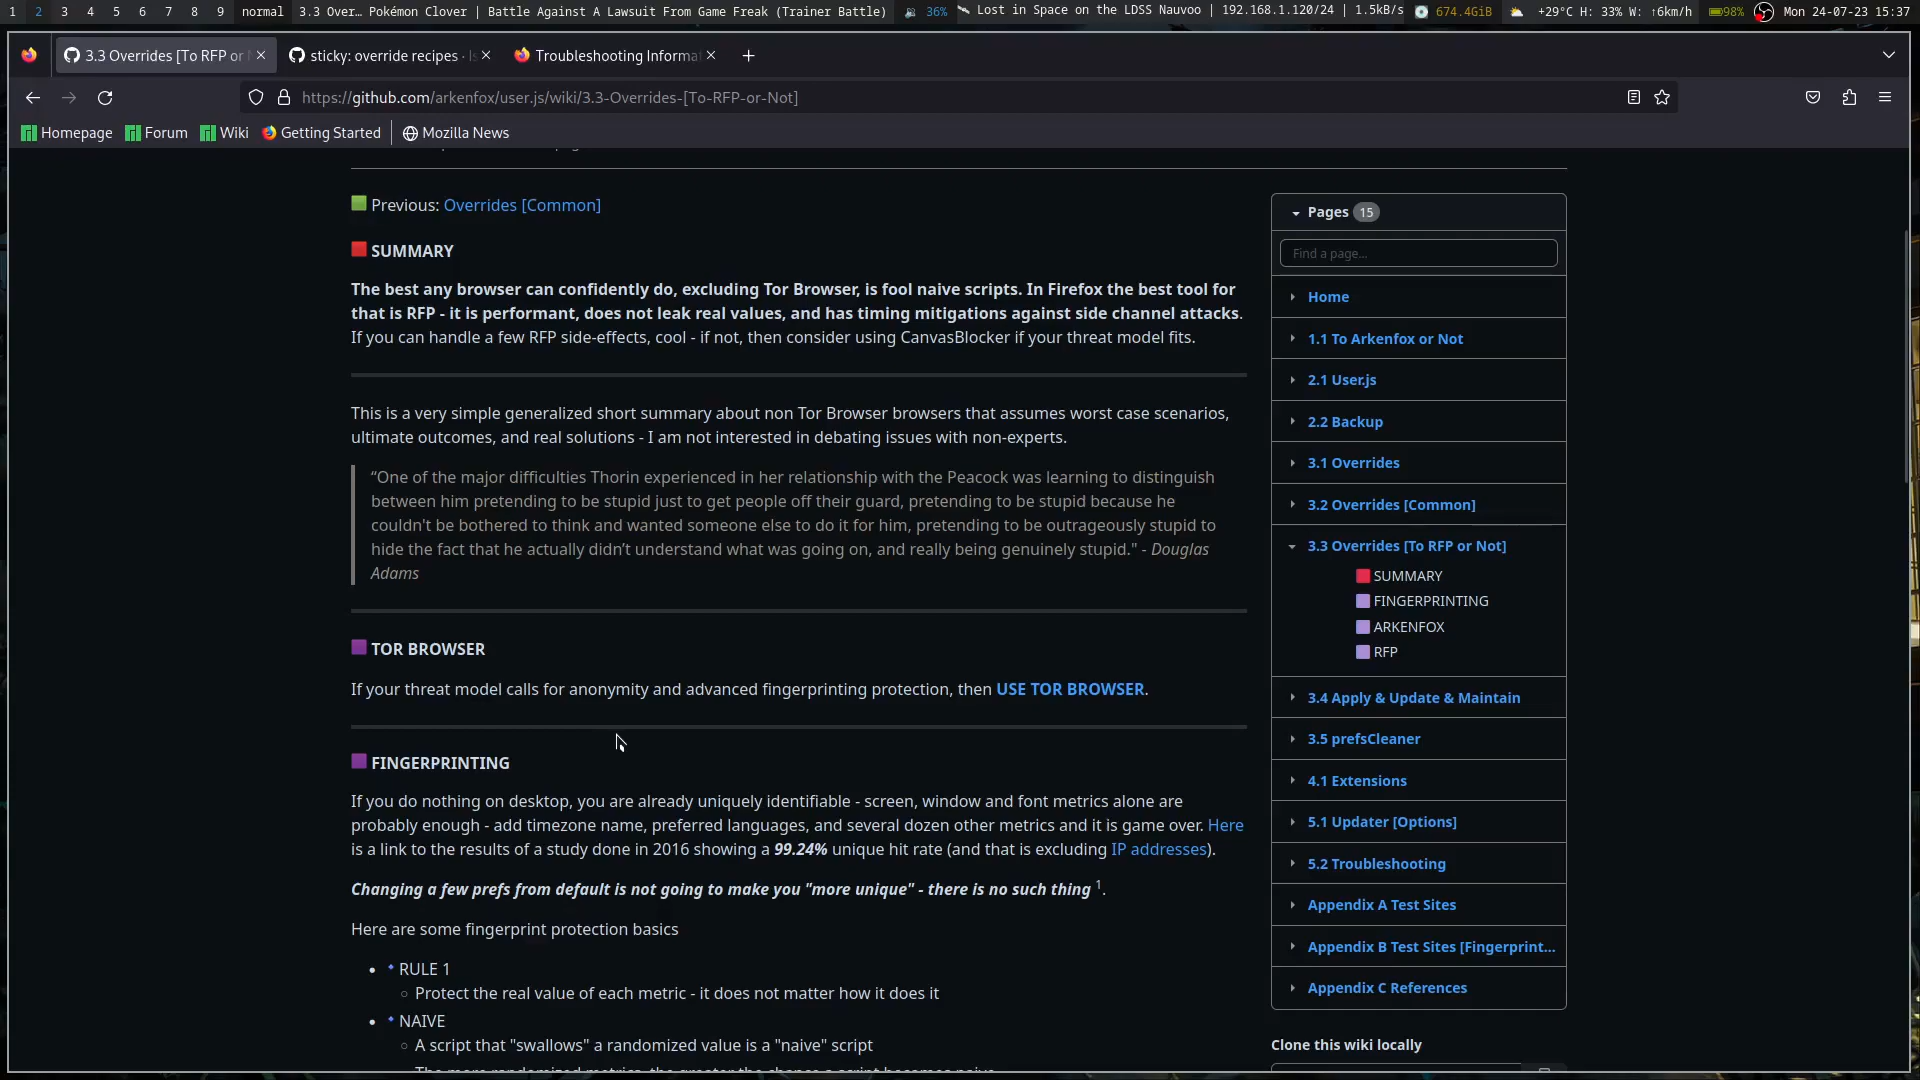 1 2 3 4 5 6 7 8 9 normal 3.3 Over… Pokémon Clover | Battle Against A Lawsuit From Game Freak (Trainer Battle) 36% Lost in Space on the LDSS Nauvoo | 192.168.1.120/24 | 1.5kB/s 674.4GiB +29°C H: 33% W: ↑6km/h 98% Mon 24-07-23 15:37
3.3 Overrides [To RFP or sticky: override recipes · Troubleshooting Informa
https://github.com/arkenfox/user.js/wiki/3.3-Overrides-[To-RFP-or-Not]
Homepage Forum Wiki Getting Started Mozilla News
Previous: Overrides [Common]
SUMMARY
The best any browser can confidently do, excluding Tor Browser, is fool naive scripts. In Firefox the best tool for
that is RFP - it is performant, does not leak real values, and has timing mitigations against side channel attacks.
If you can handle a few RFP side-effects, cool - if not, then consider using CanvasBlocker if your threat model fits.
This is a very simple generalized short summary about non Tor Browser browsers that assumes worst case scenarios,
ultimate outcomes, and real solutions - I am not interested in debating issues with non-experts.
“One of the major difficulties Thorin experienced in her relationship with the Peacock was learning to distinguish
between him pretending to be stupid just to get people off their guard, pretending to be stupid because he
couldn't be bothered to think and wanted someone else to do it for him, pretending to be outrageously stupid to
hide the fact that he actually didn’t understand what was going on, and really being genuinely stupid." - Douglas
Adams
TOR BROWSER
If your threat model calls for anonymity and advanced fingerprinting protection, then USE TOR BROWSER.
FINGERPRINTING
If you do nothing on desktop, you are already uniquely identifiable - screen, window and font metrics alone are
probably enough - add timezone name, preferred languages, and several dozen other metrics and it is game over. Here
is a link to the results of a study done in 2016 showing a 99.24% unique hit rate (and that is excluding IP addresses).
Changing a few prefs from default is not going to make you "more unique" - there is no such thing 1.
Here are some fingerprint protection basics
• RULE 1
○ Protect the real value of each metric - it does not matter how it does it
• NAIVE
○ A script that "swallows" a randomized value is a "naive" script
The more randomized metrics, the greater the chance a script becomes naive
Pages 15
Find a page…
Home
1.1 To Arkenfox or Not
2.1 User.js
2.2 Backup
3.1 Overrides
3.2 Overrides [Common]
3.3 Overrides [To RFP or Not]
SUMMARY
FINGERPRINTING
ARKENFOX
RFP
3.4 Apply & Update & Maintain
3.5 prefsCleaner
4.1 Extensions
5.1 Updater [Options]
5.2 Troubleshooting
Appendix A Test Sites
Appendix B Test Sites [Fingerprint…
Appendix C References
Clone this wiki locally